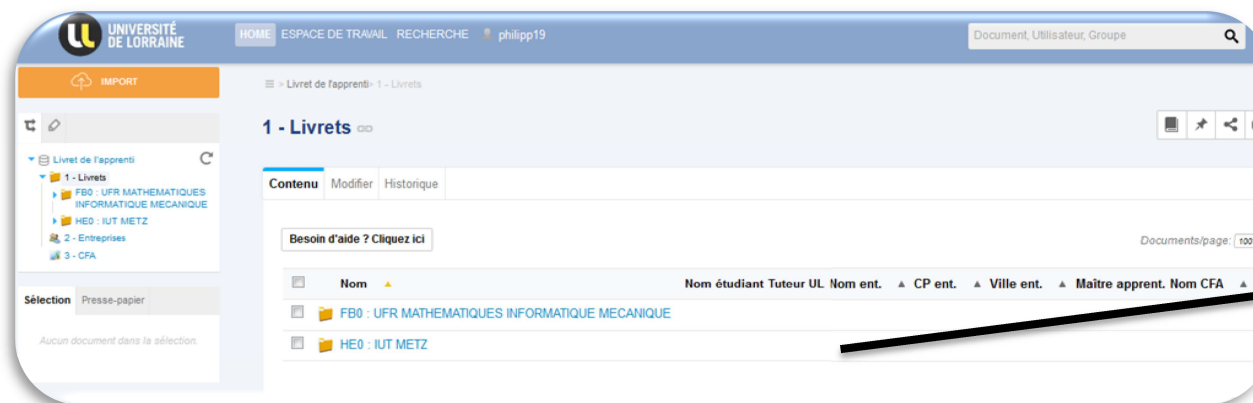 UNIVERSITÉ
DE LORRAINE
HOME ESPACE DE TRAVAIL RECHERCHE philipp19
Document, Utilisateur, Groupe
IMPORT
> Livret de l'apprenti> 1 - Livrets
1 - Livrets
Livret de l'apprenti
1 - Livrets
FB0 : UFR MATHEMATIQUES
INFORMATIQUE MECANIQUE
HE0 : IUT METZ
2 - Entreprises
3 - CFA
Contenu Modifier Historique
Besoin d'aide ? Cliquez ici
Documents/page: 100
Sélection Presse-papier
Aucun document dans la sélection.
Nom Nom étudiant Tuteur UL Nom ent. CP ent. Ville ent. Maître apprent. Nom CFA
FB0 : UFR MATHEMATIQUES INFORMATIQUE MECANIQUE
HE0 : IUT METZ